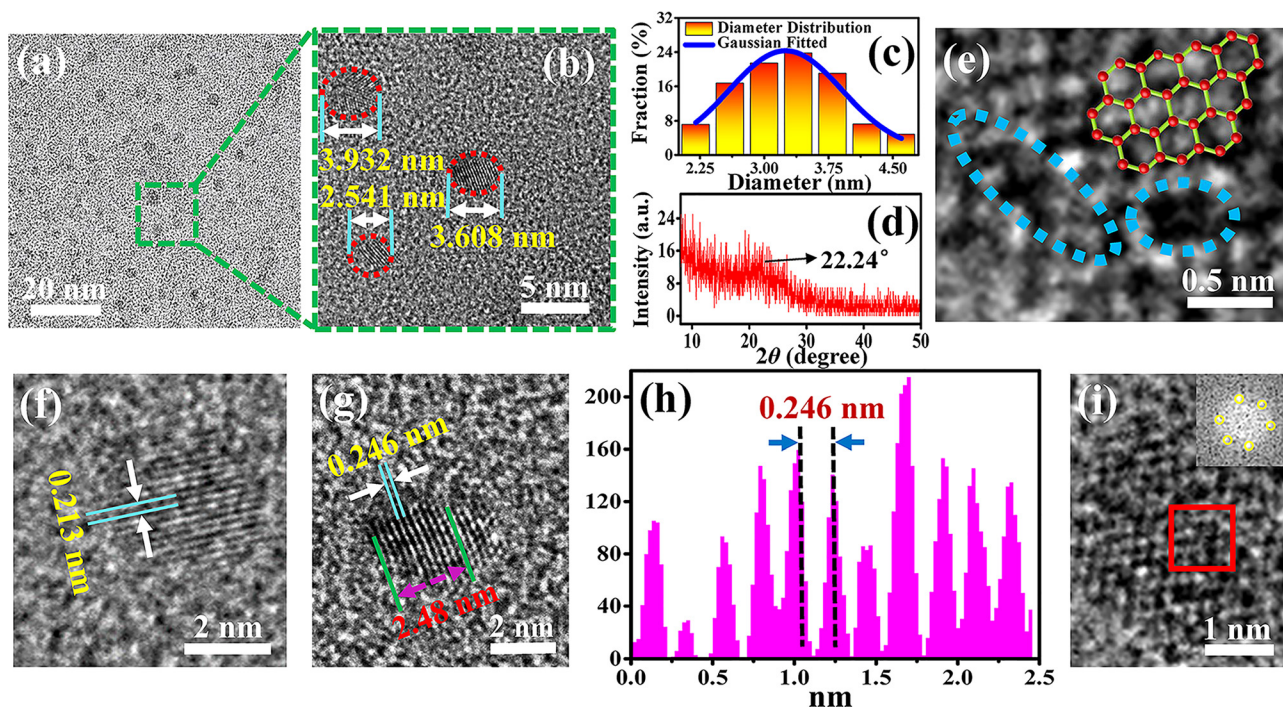 (a)
20 nm
(b)
3.932 nm
2.541 nm
3.608 nm
5 nm
(c)
Diameter Distribution
Gaussian Fitted
Fraction (%)
24
16
8
0
2.25 3.00 3.75 4.50
Diameter (nm)
(d)
Intensity (a.u.)
24
16
8
0
22.24°
10 20 30 40 50
2θ (degree)
(e)
0.5 nm
(f)
0.213 nm
2 nm
(g)
0.246 nm
2.48 nm
2 nm
(h)
0.246 nm
200
160
120
80
40
0
0.0 0.5 1.0 1.5 2.0 2.5
nm
(i)
1 nm